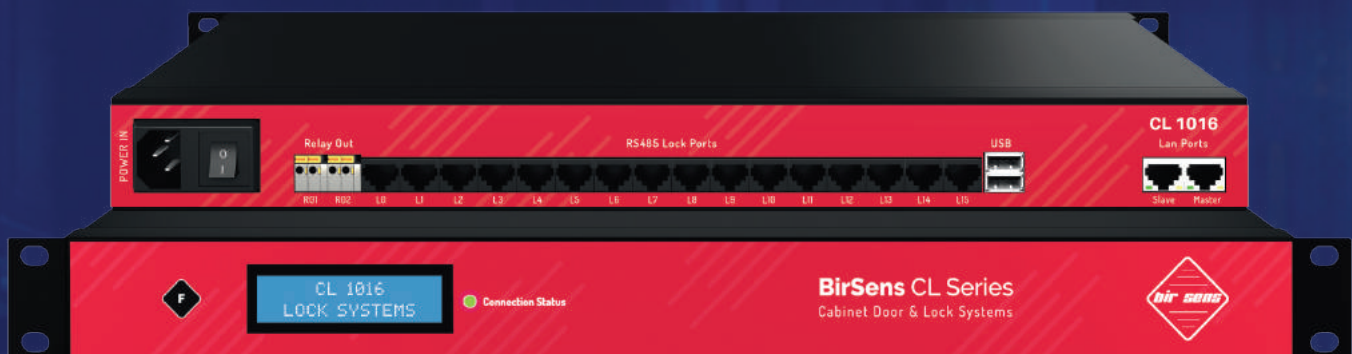 CL 1016
POWER IN
O
I
Relay Out
RS485 Lock Ports
USB
Lan Ports
RO1 RO2 L0 L1 L2 L3 L4 L5 L6 L7 L8 L9 L10 L11 L12 L13 L14 L15
Slave Master
F
CL 1016
LOCK SYSTEMS
Connection Status
BirSens CL Series
Cabinet Door & Lock Systems
bir sens